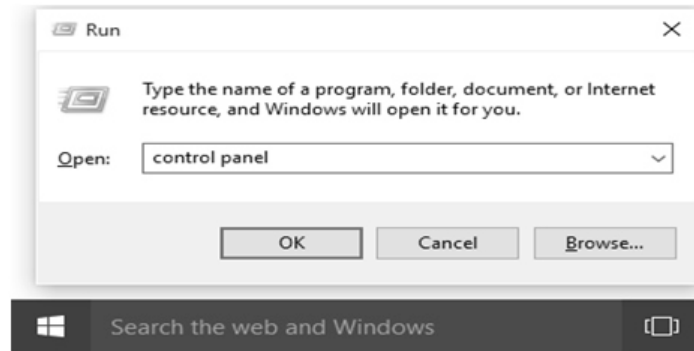 Run
Type the name of a program, folder, document, or Internet
resource, and Windows will open it for you.
Open: control panel
OK Cancel Browse...
Search the web and Windows